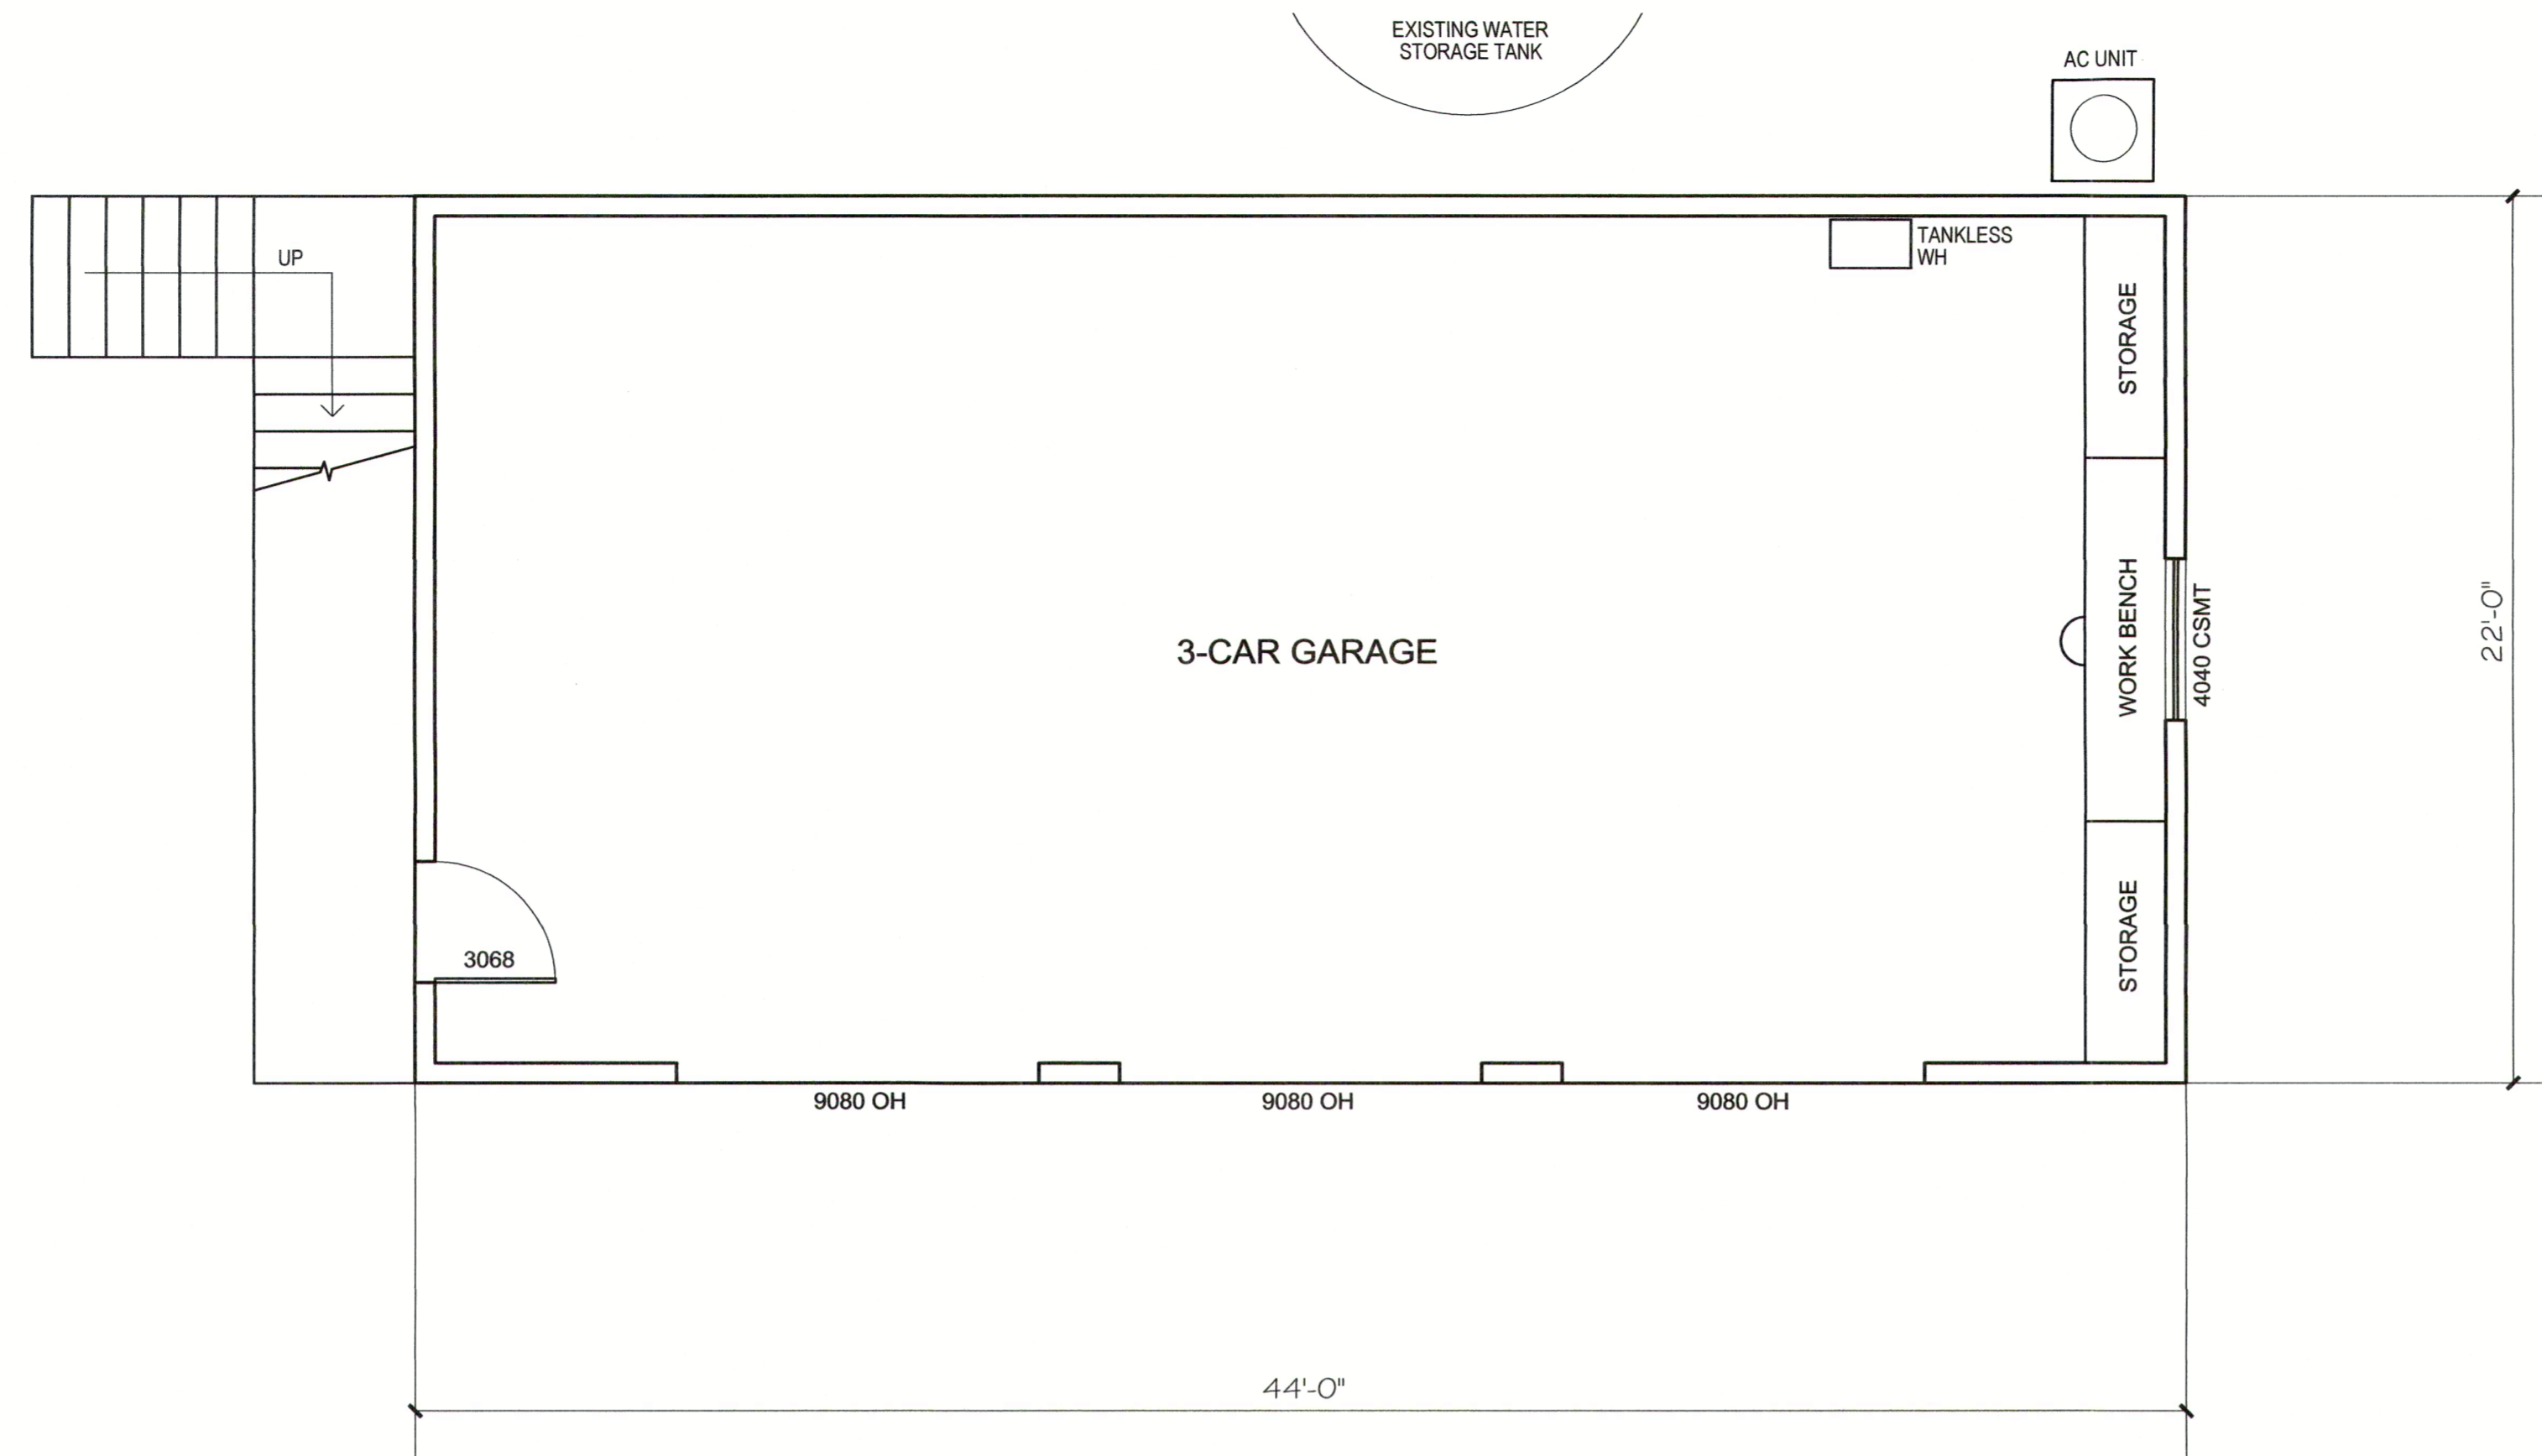 EXISTING WATER
STORAGE TANK
AC UNIT
UP
TANKLESS
WH
STORAGE
WORK BENCH
4040 CSMT
22'-0"
3-CAR GARAGE
3068
STORAGE
9080 OH
9080 OH
9080 OH
44'-0"